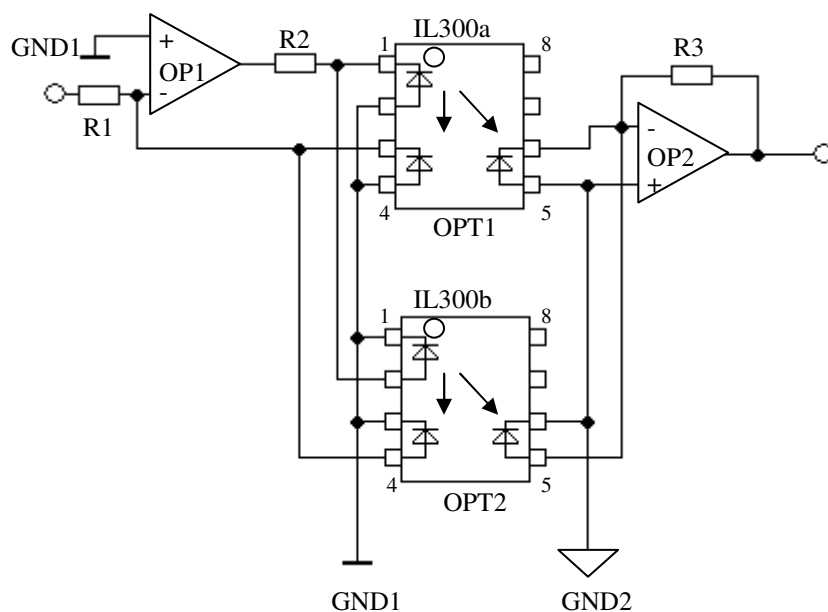 IL300a
GND1
+
OP1
-
R1
R2
1
8
4
5
OPT1
R3
-
OP2
+
IL300b
1
8
4
5
OPT2
GND1
GND2